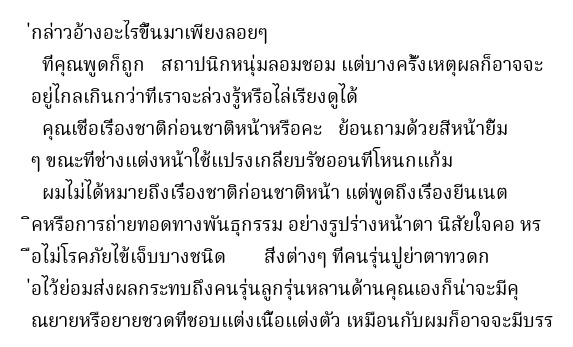 ่กล่าวอ้างอะไรขึ้นมาเพียงลอยๆ
ที่คุณพูดก็ถูก สถาปนิกหนุ่มลอมชอม แต่บางครั้งเหตุผลก็อาจจะ
อยู่ไกลเกินกว่าที่เราจะล่วงรู้หรือไล่เรียงดูได้
คุณเชื่อเรื่องชาติก่อนชาติหน้าหรือคะ ย้อนถามด้วยสีหน้ายิ้ม
ๆ ขณะที่ช่างแต่งหน้าใช้แปรงเกลี่ยบรัชออนที่โหนกแก้ม
ผมไม่ได้หมายถึงเรื่องชาติก่อนชาติหน้า แต่พูดถึงเรื่องยีนเนต
ิคหรือการถ่ายทอดทางพันธุกรรม อย่างรูปร่างหน้าตา นิสัยใจคอ หร
ือไม่โรคภัยไข้เจ็บบางชนิด สิ่งต่างๆ ที่คนรุ่นปู่ย่าตาทวดก
่อไว้ย่อมส่งผลกระทบถึงคนรุ่นลูกรุ่นหลานด้านคุณเองก็น่าจะมีคุ
ณยายหรือยายชวดที่ชอบแต่งเนื้อแต่งตัว เหมือนกับผมก็อาจจะมีบรร